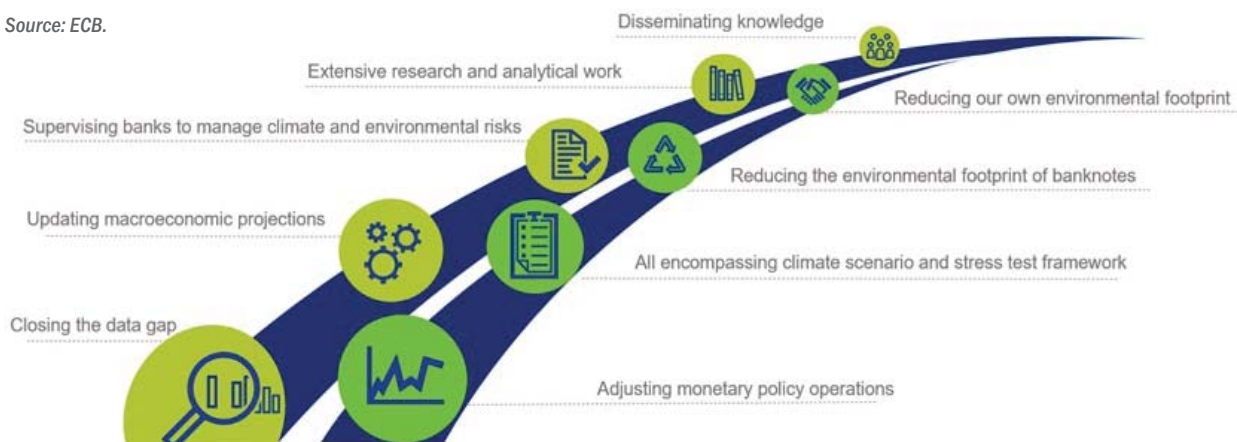 Source: ECB.
Disseminating knowledge
Extensive research and analytical work
Reducing our own environmental footprint
Supervising banks to manage climate and environmental risks
Reducing the environmental footprint of banknotes
Updating macroeconomic projections
All encompassing climate scenario and stress test framework
Closing the data gap
Adjusting monetary policy operations